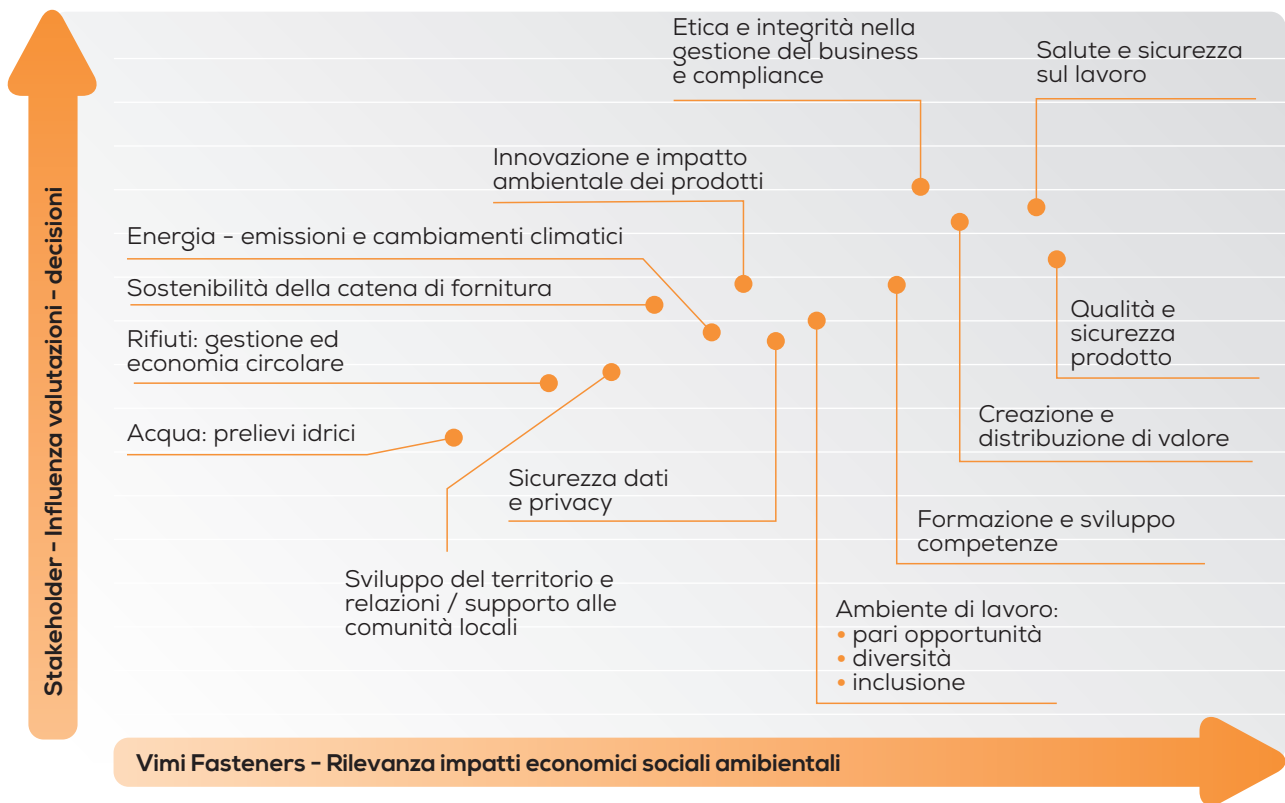 Etica e integrità nella
gestione del business
e compliance
Salute e sicurezza
sul lavoro
Innovazione e impatto
ambientale dei prodotti
Energia - emissioni e cambiamenti climatici
Sostenibilità della catena di fornitura
Rifiuti: gestione ed
economia circolare
Acqua: prelievi idrici
Qualità e
sicurezza
prodotto
Creazione e
distribuzione di valore
Sicurezza dati
e privacy
Formazione e sviluppo
competenze
Sviluppo del territorio e
relazioni / supporto alle
comunità locali
Ambiente di lavoro:
• pari opportunità
• diversità
• inclusione
Stakeholder - Influenza valutazioni - decisioni
Vimi Fasteners - Rilevanza impatti economici sociali amibientali